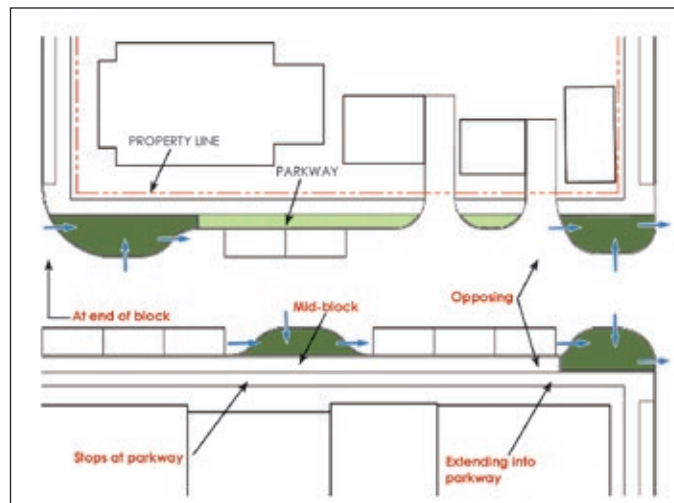 PROPERTY LINE
PARKWAY
At end of block
Mid-block
Opposing
Stops at parkway
Extending into
parkway